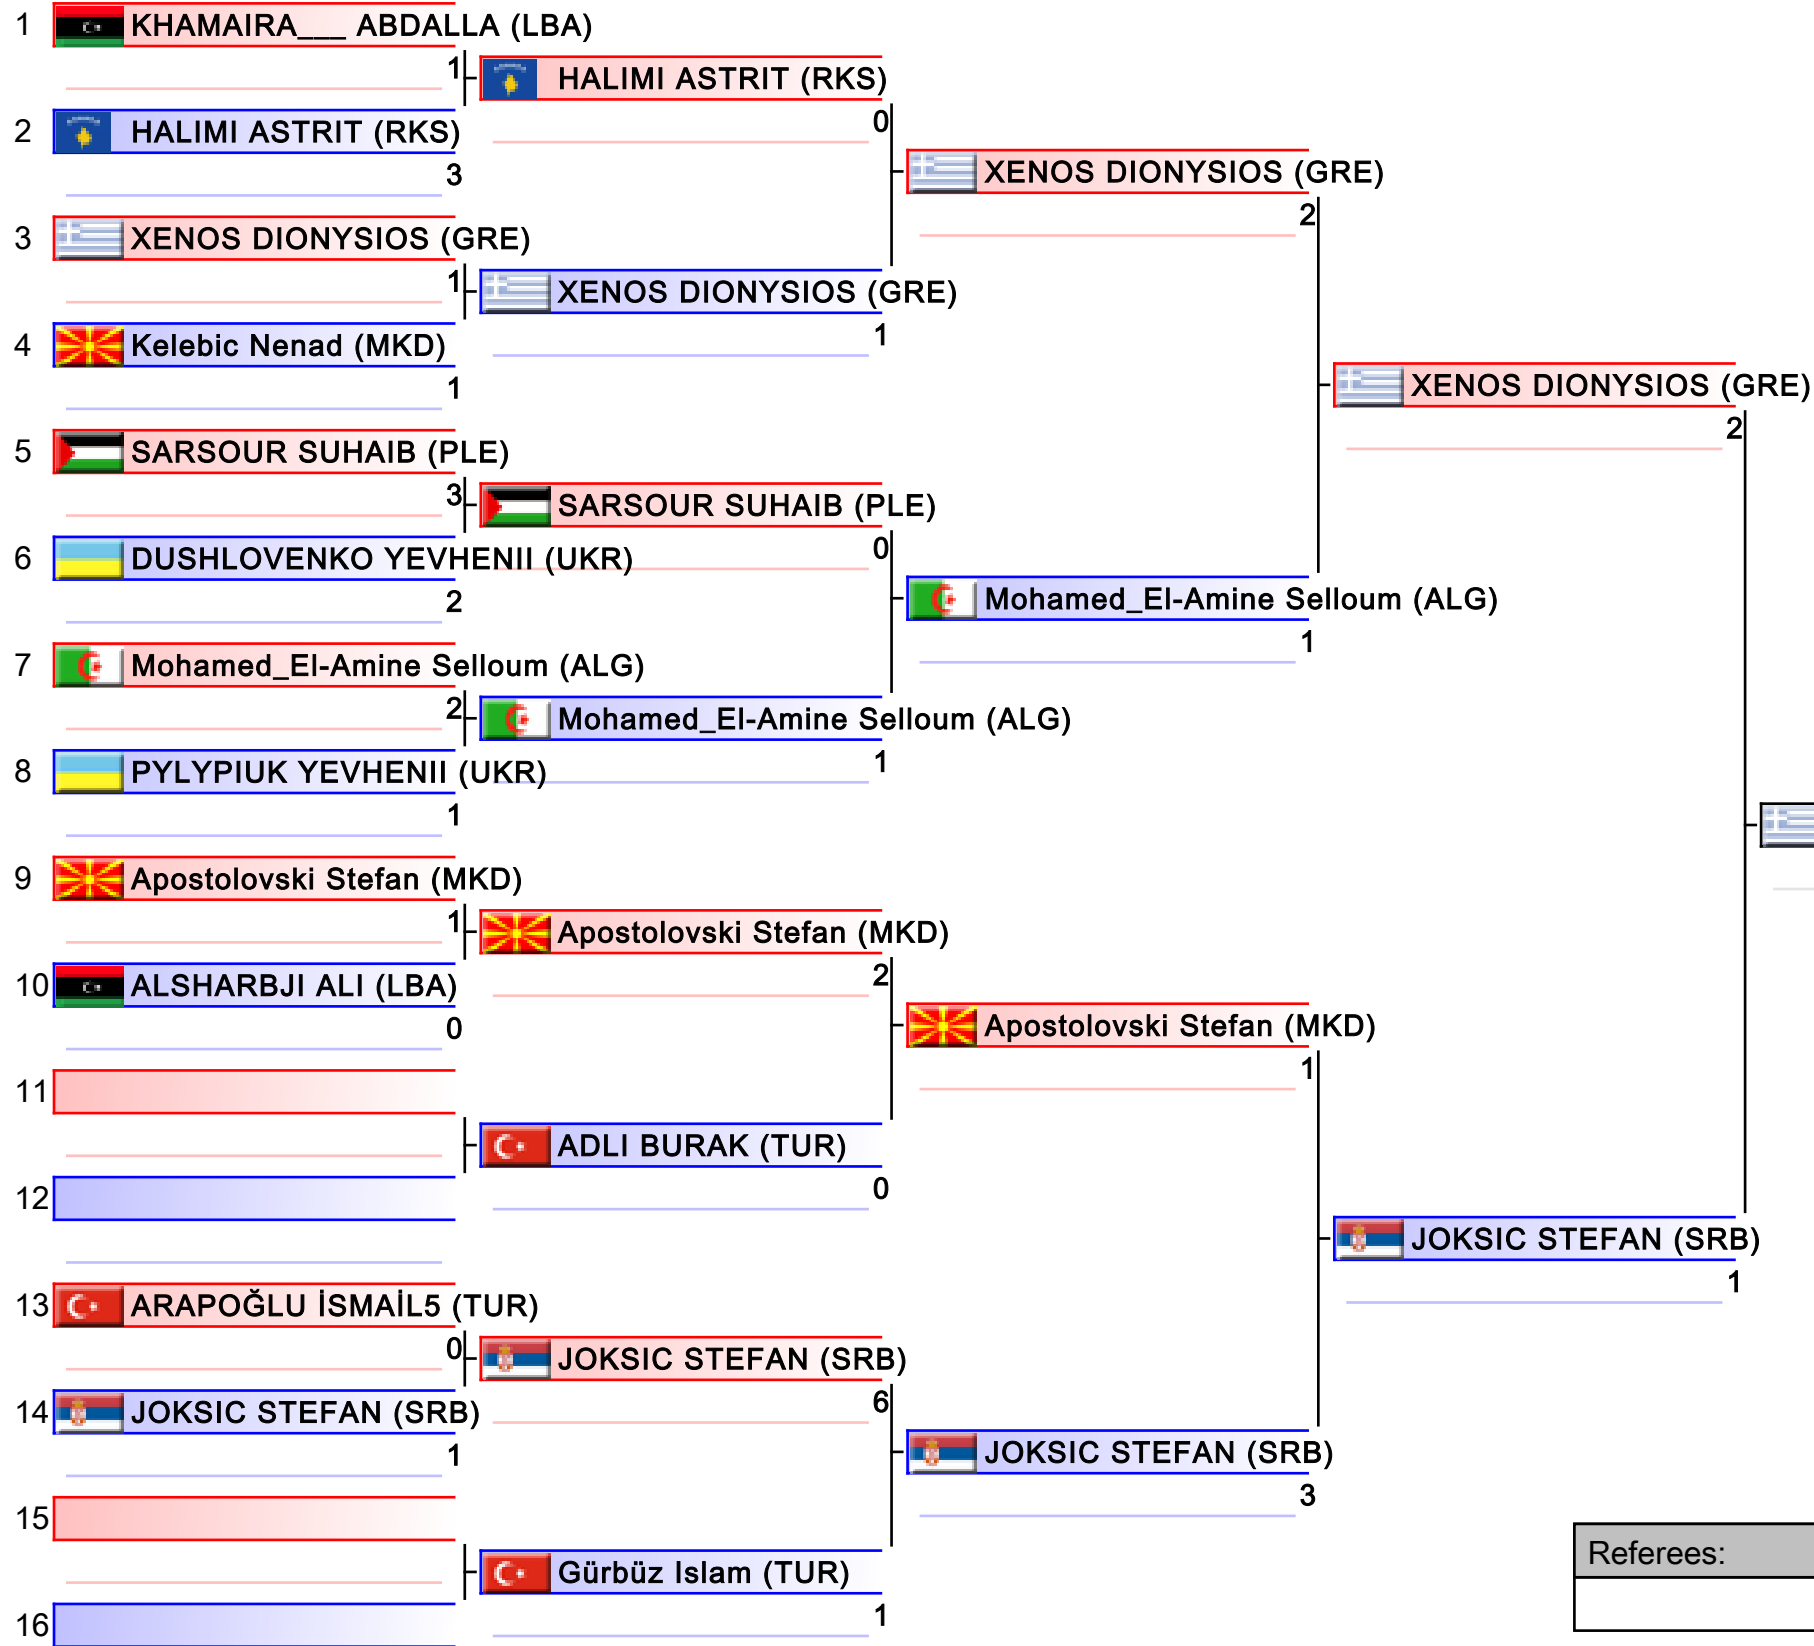 1 KHAMAIRA___ ABDALLA (LBA)
1
HALIMI ASTRIT (RKS)
0
2 HALIMI ASTRIT (RKS)
3
XENOS DIONYSIOS (GRE)
2
3 XENOS DIONYSIOS (GRE)
1
XENOS DIONYSIOS (GRE)
1
4 Kelebic Nenad (MKD)
1
XENOS DIONYSIOS (GRE)
2
5 SARSOUR SUHAIB (PLE)
3
SARSOUR SUHAIB (PLE)
0
6 DUSHLOVENKO YEVHENII (UKR)
2
Mohamed_El-Amine Selloum (ALG)
1
7 Mohamed_El-Amine Selloum (ALG)
2
Mohamed_El-Amine Selloum (ALG)
1
8 PYLYPIUK YEVHENII (UKR)
1
9 Apostolovski Stefan (MKD)
1
Apostolovski Stefan (MKD)
2
10 ALSHARBJI ALI (LBA)
0
Apostolovski Stefan (MKD)
1
11
ADLI BURAK (TUR)
0
12
JOKSIC STEFAN (SRB)
1
13 ARAPOĞLU İSMAİL5 (TUR)
0
JOKSIC STEFAN (SRB)
6
14 JOKSIC STEFAN (SRB)
1
JOKSIC STEFAN (SRB)
3
15
Gürbüz Islam (TUR)
1
16
Referees: